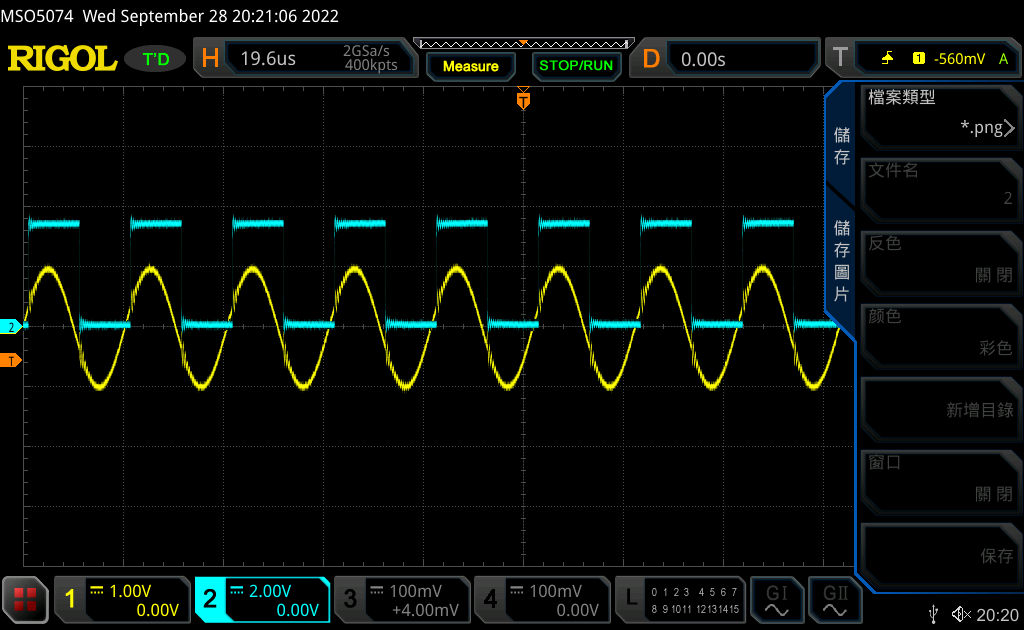 MSO5074 Wed September 28 20:21:06 2022
RIGOL T'D H 19.6us 2GSa/s 400kpts Measure STOP/RUN D 0.00s T 1 -560mV A
T
檔案類型
*.png
儲存
文件名
2
儲存圖片
反色
關閉
2
T
顏色
彩色
新增目錄
窗口
關閉
保存
1 1.00V 0.00V
2 2.00V 0.00V
3 100mV +4.00mV
4 100mV 0.00V
L 0 1 2 3 4 5 6 7
8 9 10 11 12 13 14 15
GI
GII
20:20